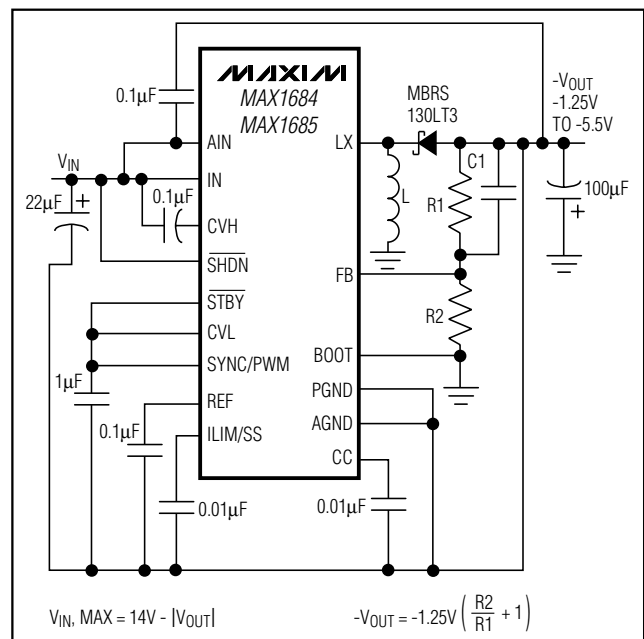 MAXIM
MAX1684
MAX1685
0.1µF
MBRS
130LT3
-VOUT
-1.25V
TO -5.5V
AIN
LX
C1
VIN
IN
22µF
+
0.1µF
L
R1
100µF
+
CVH
SHDN
FB
STBY
R2
CVL
SYNC/PWM
BOOT
1µF
PGND
REF
AGND
0.1µF
ILIM/SS
CC
0.01µF
0.01µF
VIN, MAX = 14V - |VOUT|
-VOUT = -1.25V ( R2/R1 + 1 )